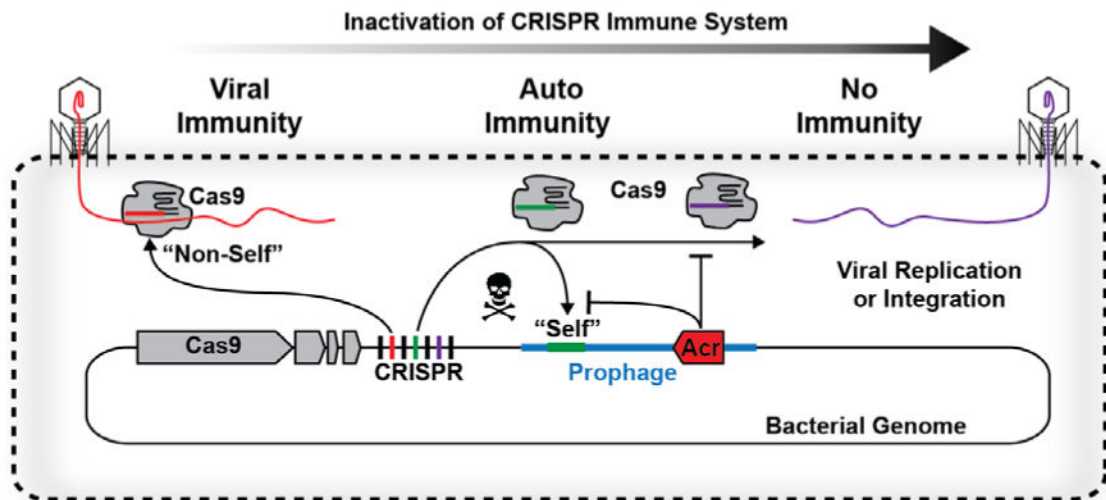 Inactivation of CRISPR Immune System
Viral
Immunity
Auto
Immunity
No
Immunity
Cas9
Cas9
“Non-Self”
Viral Replication
or Integration
“Self”
Cas9
CRISPR
Acr
Prophage
Bacterial Genome